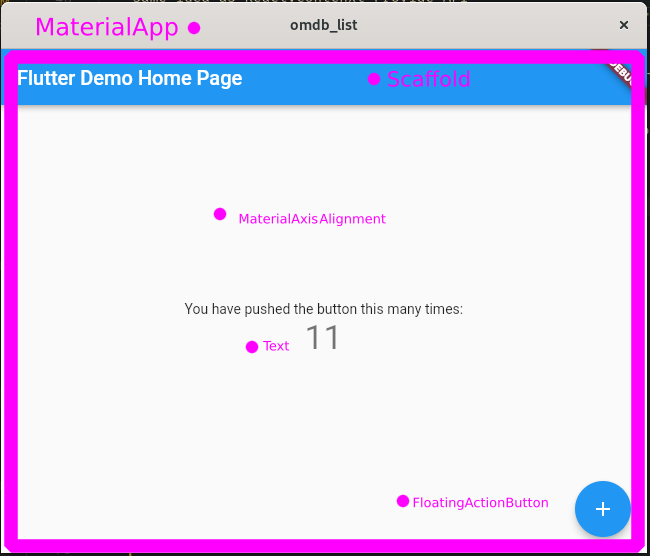 MaterialApp
omdb_list
×
Flutter Demo Home Page
Scaffold
MaterialAxisAlignment
You have pushed the button this many times:
Text
11
FloatingActionButton
+